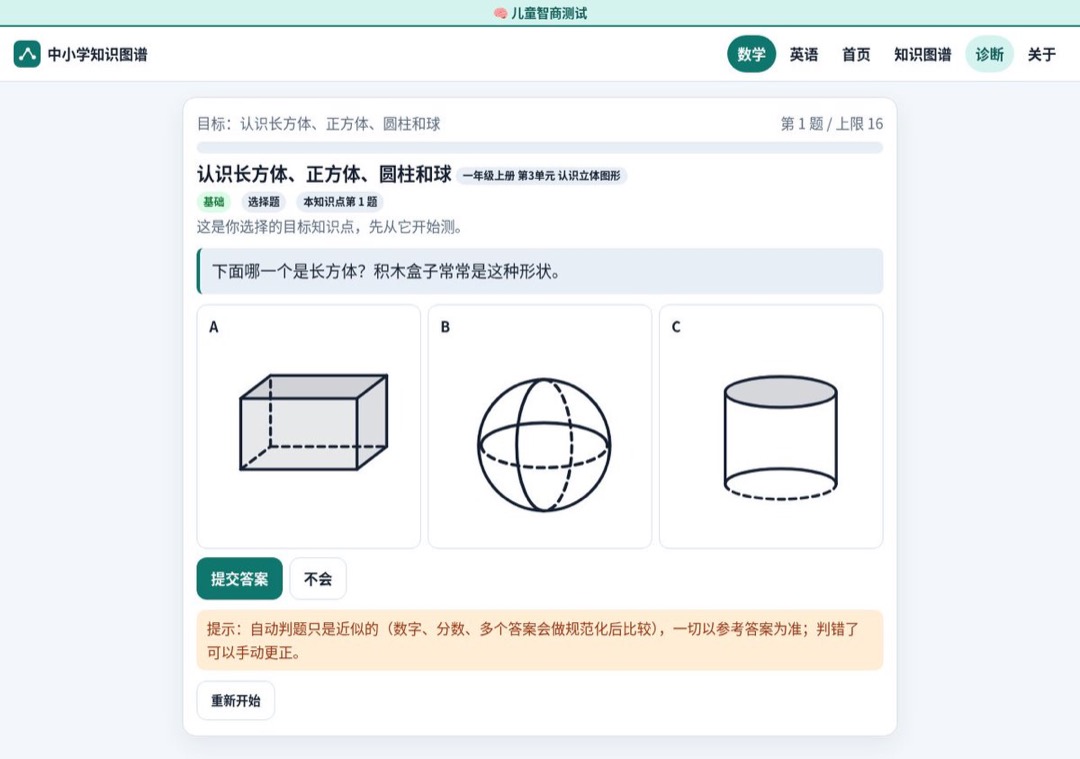 🧠 儿童智商测试
中小学知识图谱
数学 英语 首页 知识图谱 诊断 关于
目标：认识长方体、正方体、圆柱和球
第 1 题 / 上限 16
认识长方体、正方体、圆柱和球 一年级上册 第3单元 认识立体图形
基础 选择题 本知识点第 1 题
这是你选择的目标知识点，先从它开始测。
下面哪一个是长方体？积木盒子常常是这种形状。
A
B
C
提交答案 不会
提示：自动判题只是近似的（数字、分数、多个答案会做规范化后比较），一切以参考答案为准；判错了
可以手动更正。
重新开始